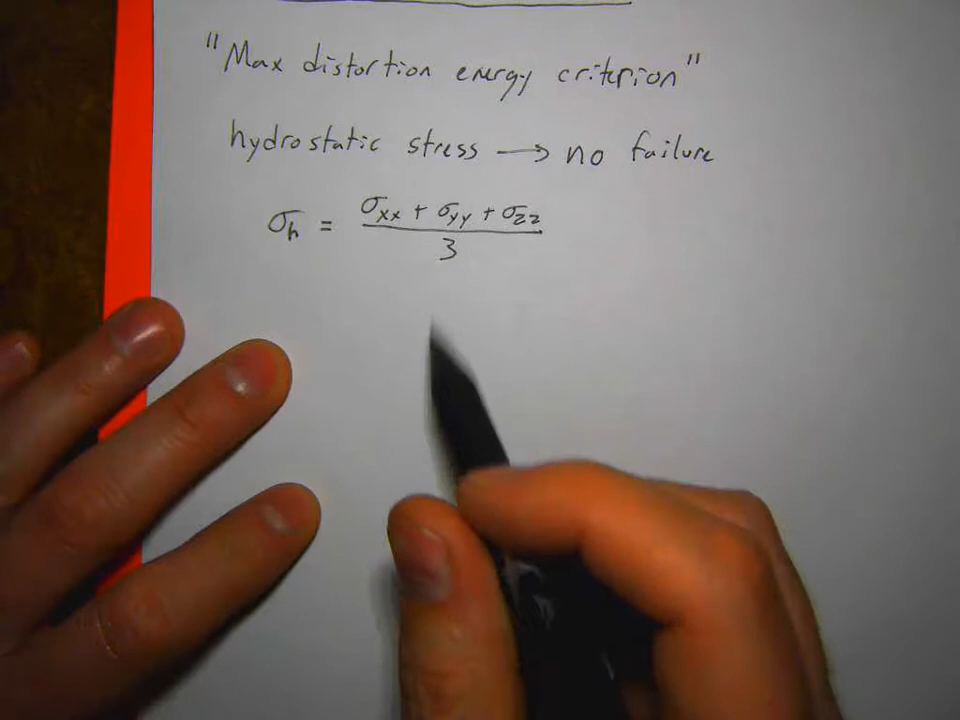 "Max distortion energy criterion"
hydrostatic stress → no failure
σh = σxx + σyy + σzz / 3